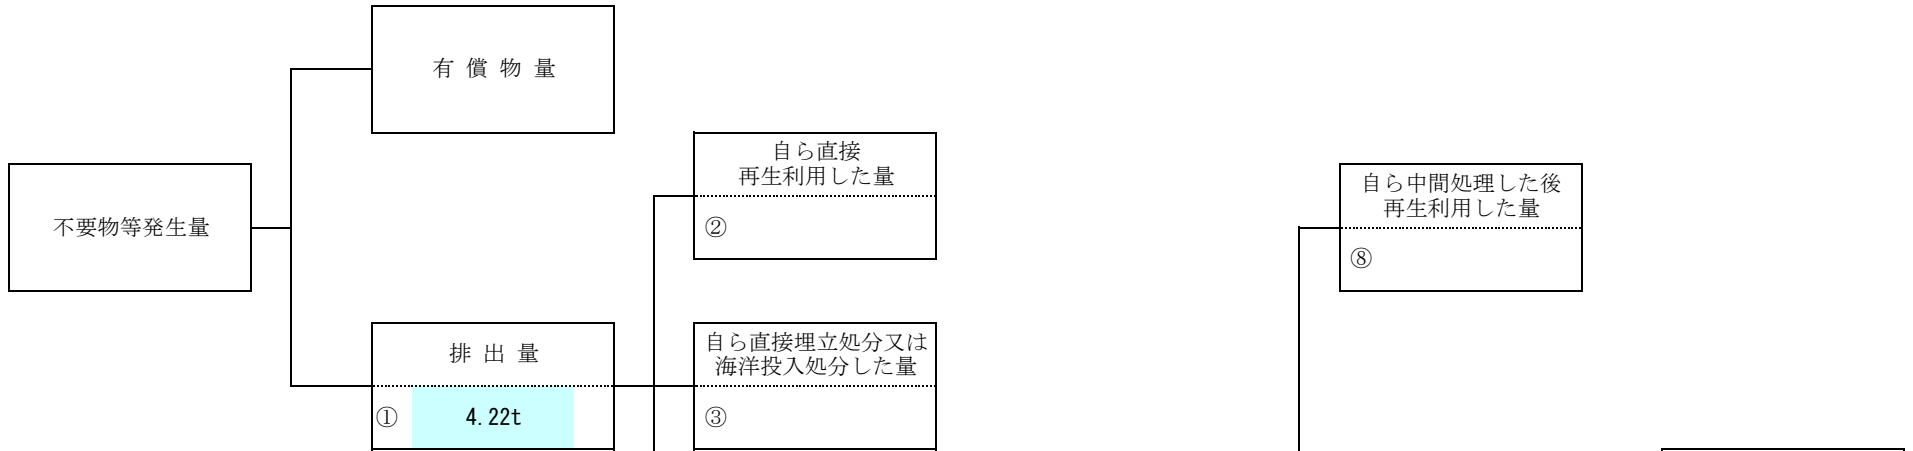 有 償 物 量
自ら直接
再生利用した量
②
不要物等発生量
自ら中間処理した後
再生利用した量
⑧
排 出 量
① 4.22t
自ら直接埋立処分又は
海洋投入処分した量
③